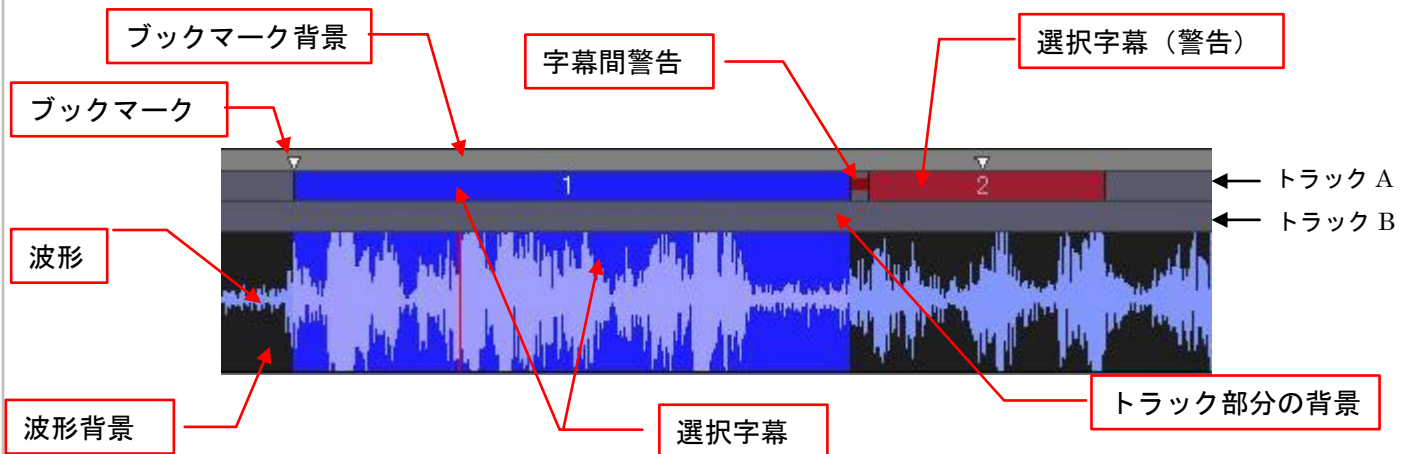 ブックマーク背景
字幕間警告
選択字幕（警告）
ブックマーク
1
2
トラック A
トラック B
波形
波形背景
選択字幕
トラック部分の背景